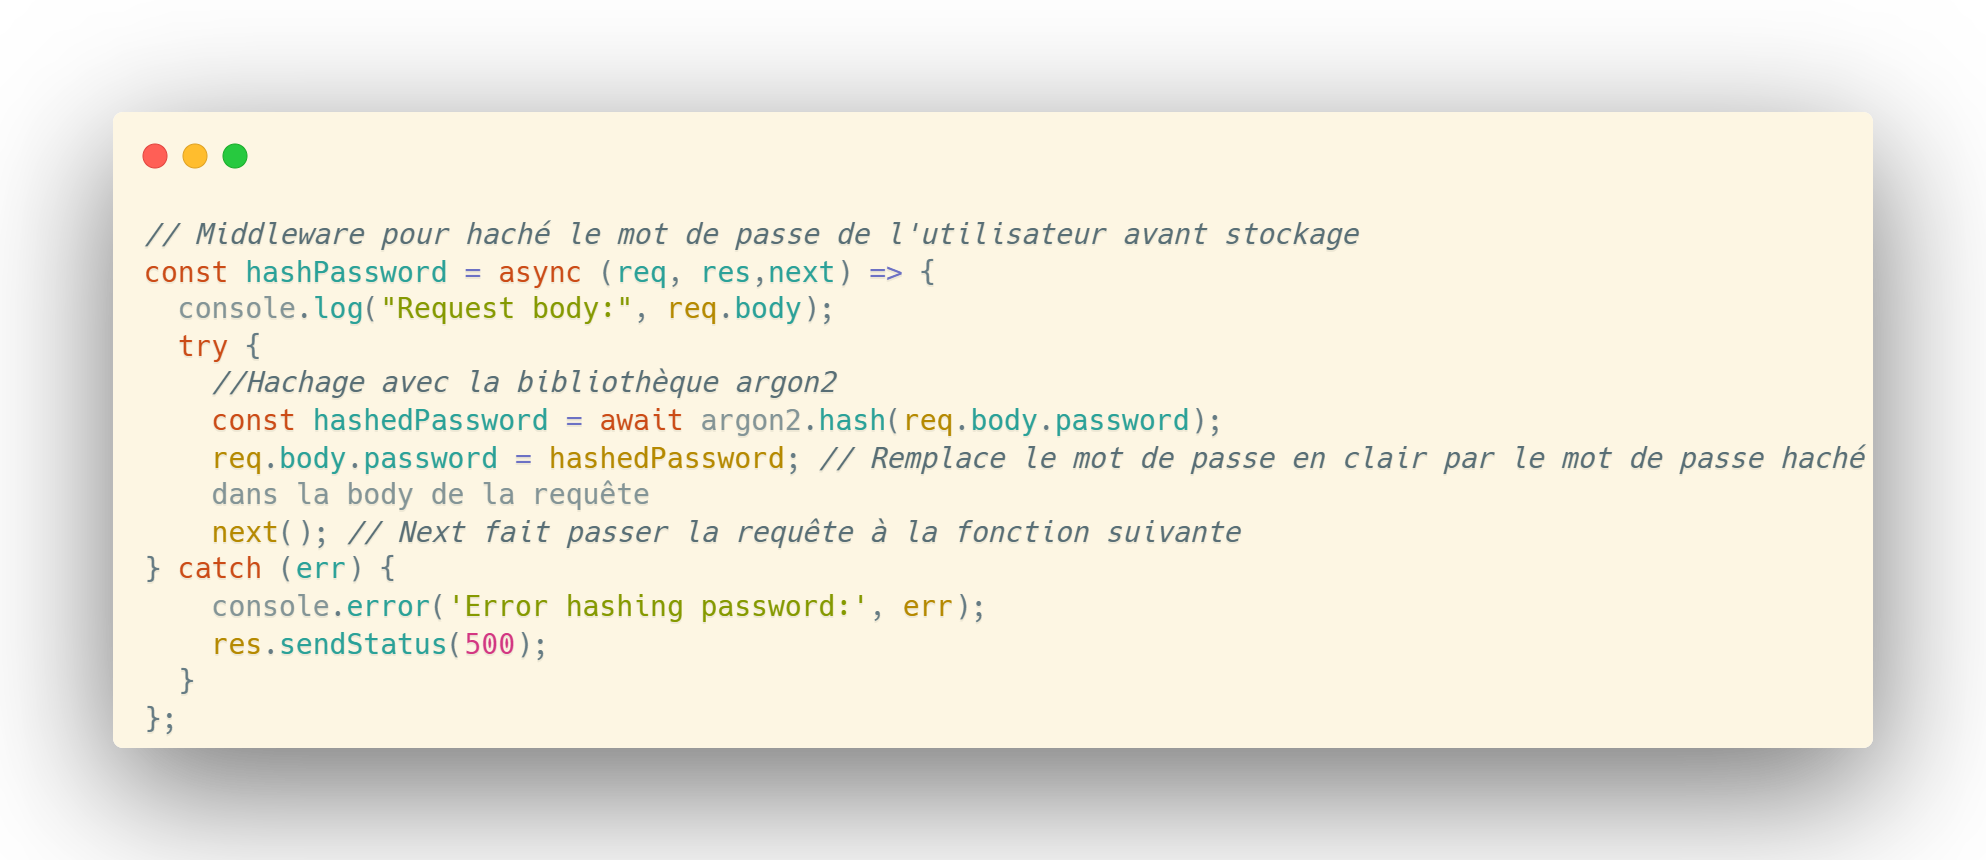 // Middleware pour haché le mot de passe de l'utilisateur avant stockage
const hashPassword = async (req, res,next) => {
  console.log("Request body:", req.body);
  try {
    //Hachage avec la bibliothèque argon2
    const hashedPassword = await argon2.hash(req.body.password);
    req.body.password = hashedPassword; // Remplace le mot de passe en clair par le mot de passe haché
    dans la body de la requête
    next(); // Next fait passer la requête à la fonction suivante
} catch (err) {
    console.error('Error hashing password:', err);
    res.sendStatus(500);
  }
};